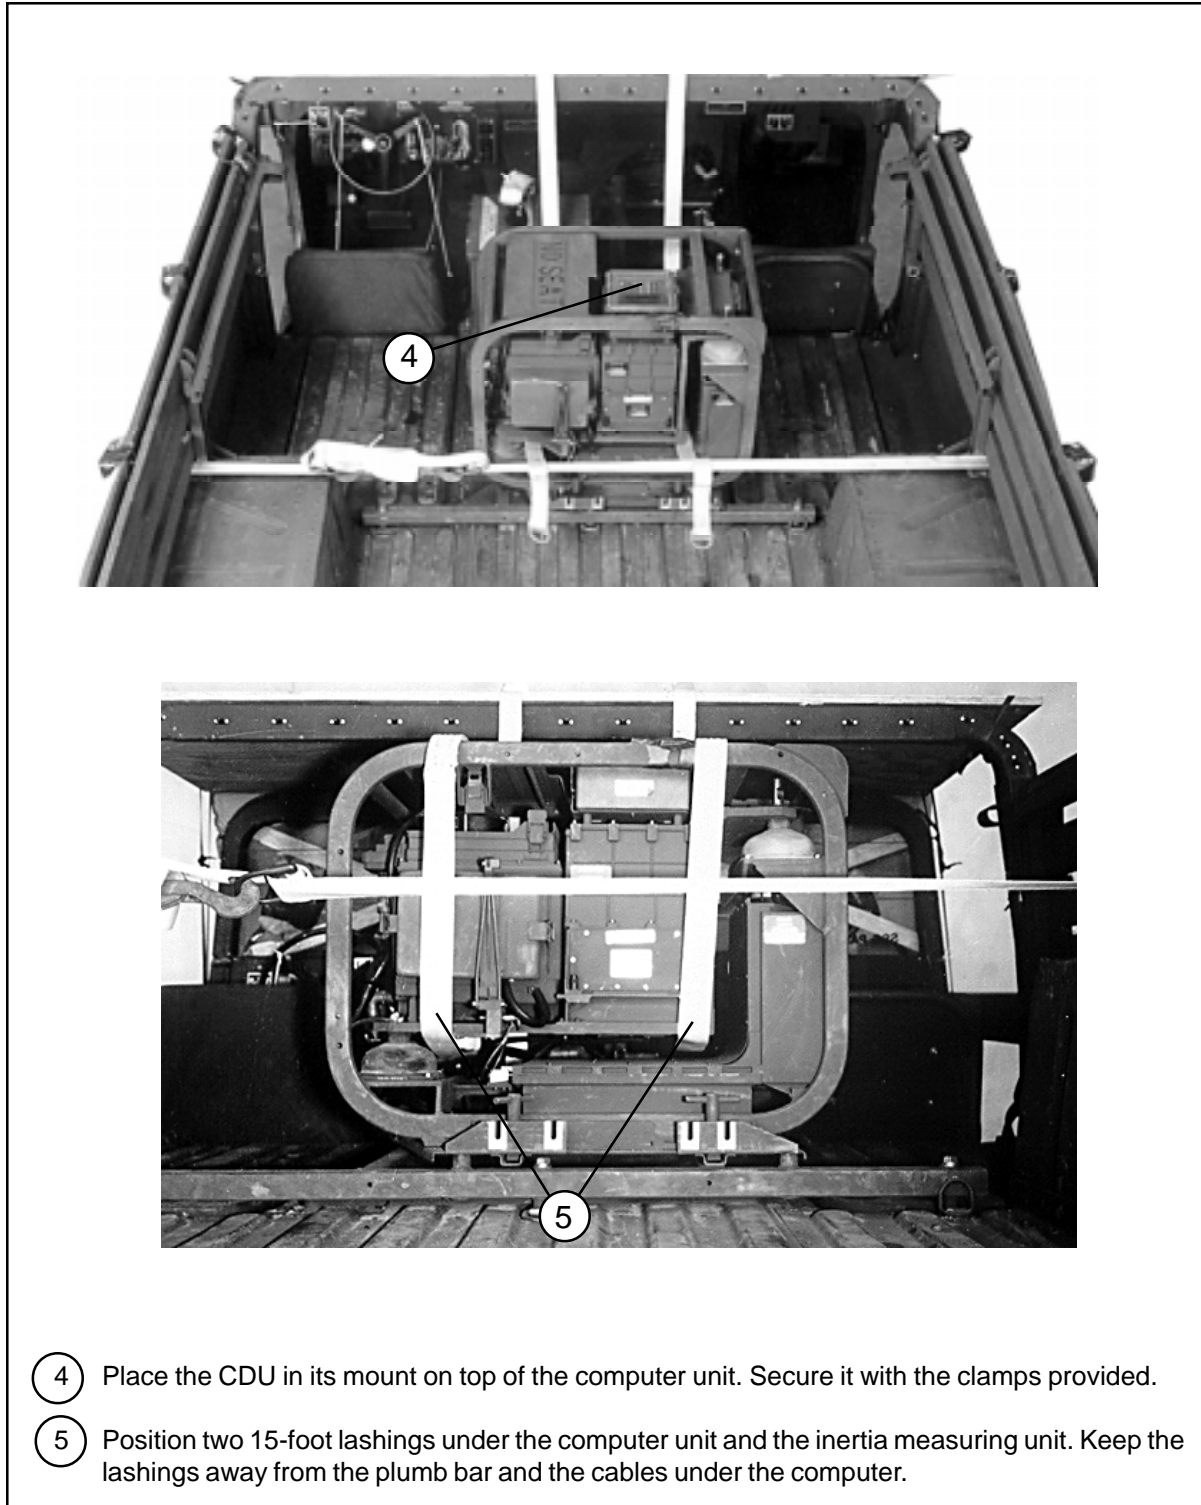 NO SEAT
4
5
4 Place the CDU in its mount on top of the computer unit. Secure it with the clamps provided.
5 Position two 15-foot lashings under the computer unit and the inertia measuring unit. Keep the
lashings away from the plumb bar and the cables under the computer.